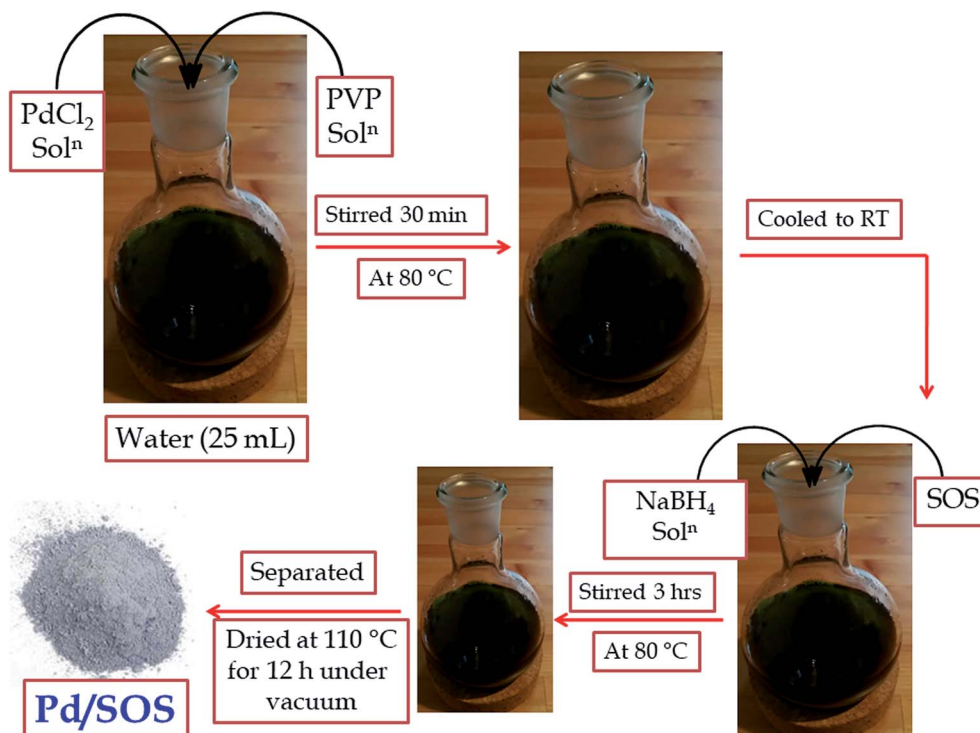 PdCl₂
Solⁿ
PVP
Solⁿ
Stirred 30 min
At 80 °C
Cooled to RT
Water (25 mL)
NaBH₄
Solⁿ
SOS
Stirred 3 hrs
At 80 °C
Separated
Dried at 110 °C
for 12 h under
vacuum
Pd/SOS